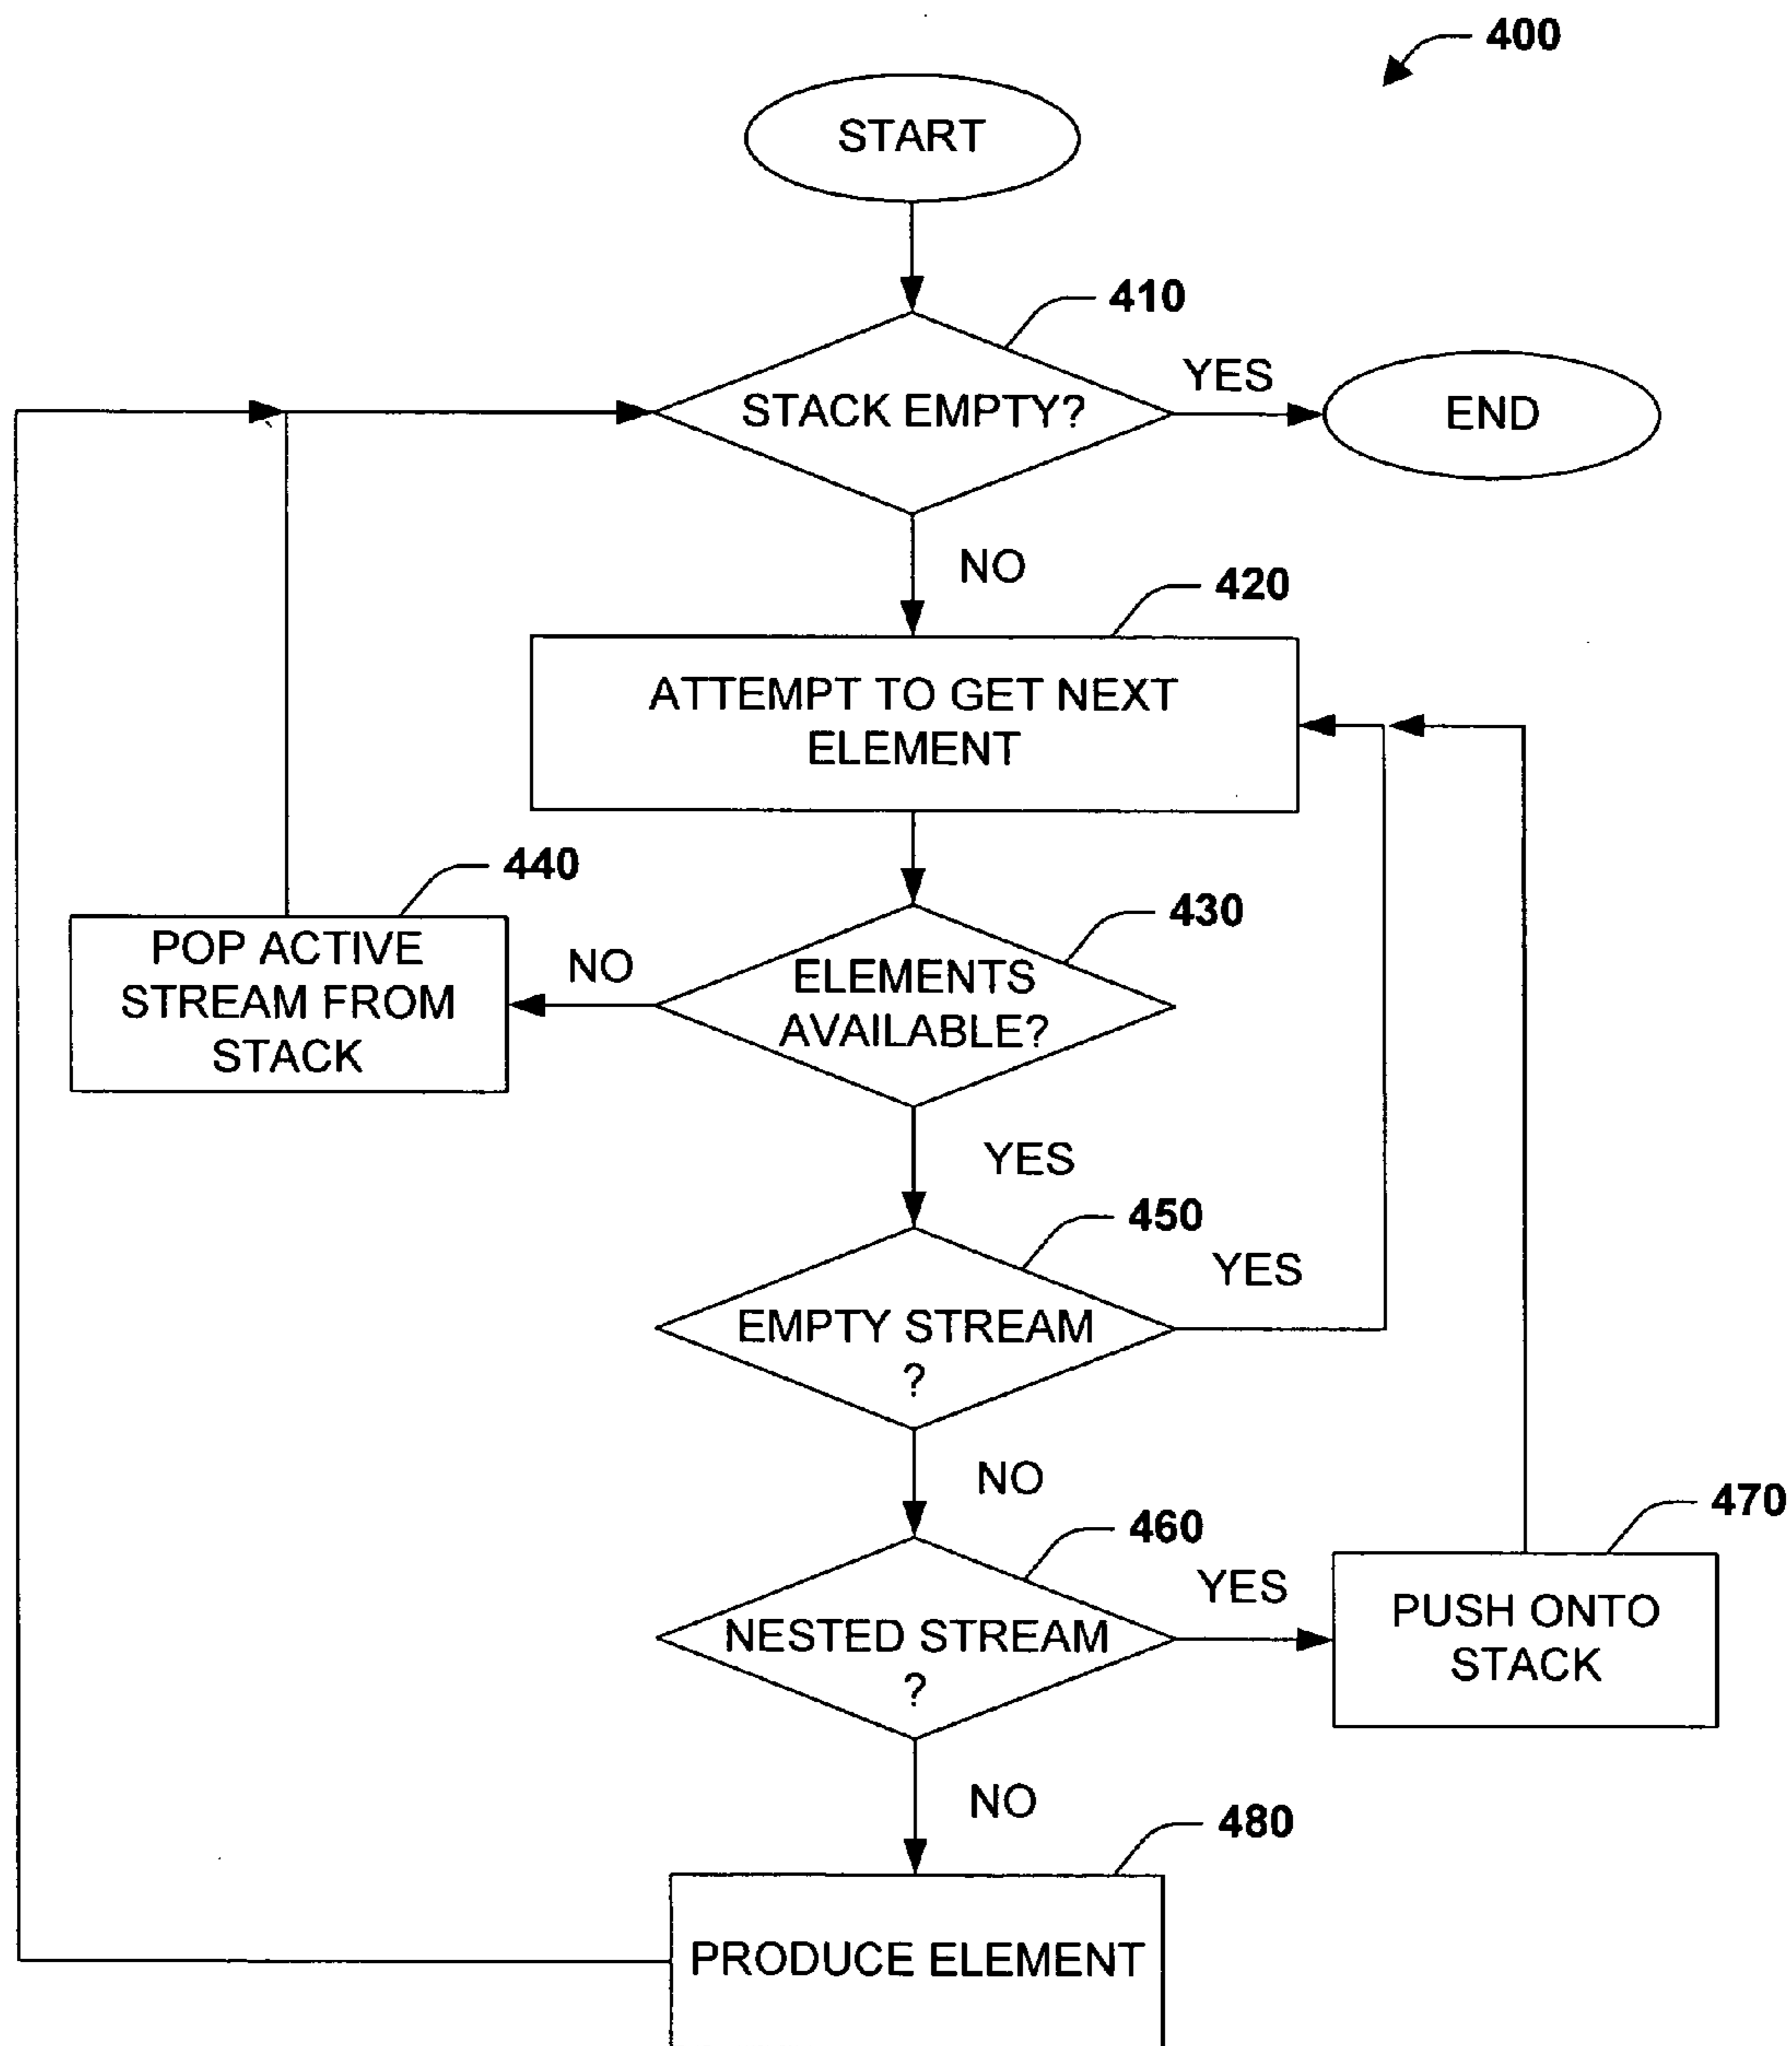 400
START
410
STACK EMPTY?
YES
END
NO
420
ATTEMPT TO GET NEXT
ELEMENT
440
POP ACTIVE
STREAM FROM
STACK
NO
430
ELEMENTS
AVAILABLE?
YES
450
EMPTY STREAM
?
YES
NO
460
NESTED STREAM
?
YES
470
PUSH ONTO
STACK
NO
480
PRODUCE ELEMENT